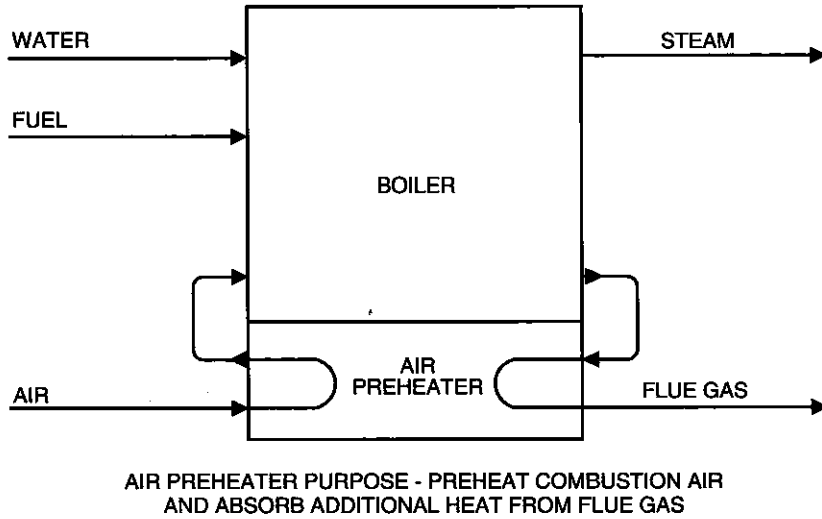 WATER
STEAM
FUEL
BOILER
AIR
PREHEATER
AIR
FLUE GAS
AIR PREHEATER PURPOSE - PREHEAT COMBUSTION AIR
AND ABSORB ADDITIONAL HEAT FROM FLUE GAS